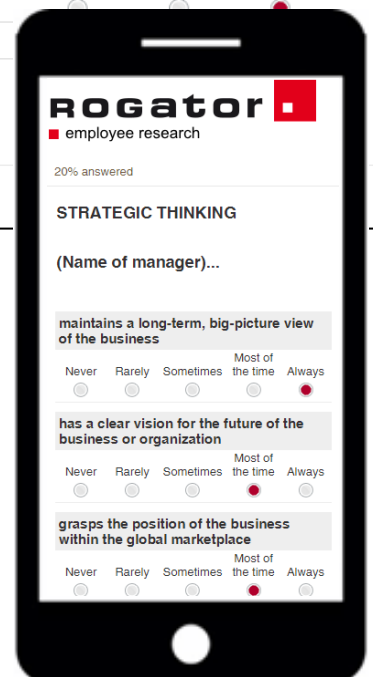 ROGATOR
employee research
20% answered
STRATEGIC THINKING
(Name of manager)...
maintains a long-term, big-picture view
of the business
Never Rarely Sometimes Most of the time Always
has a clear vision for the future of the
business or organization
Never Rarely Sometimes Most of the time Always
grasps the position of the business
within the global marketplace
Never Rarely Sometimes Most of the time Always